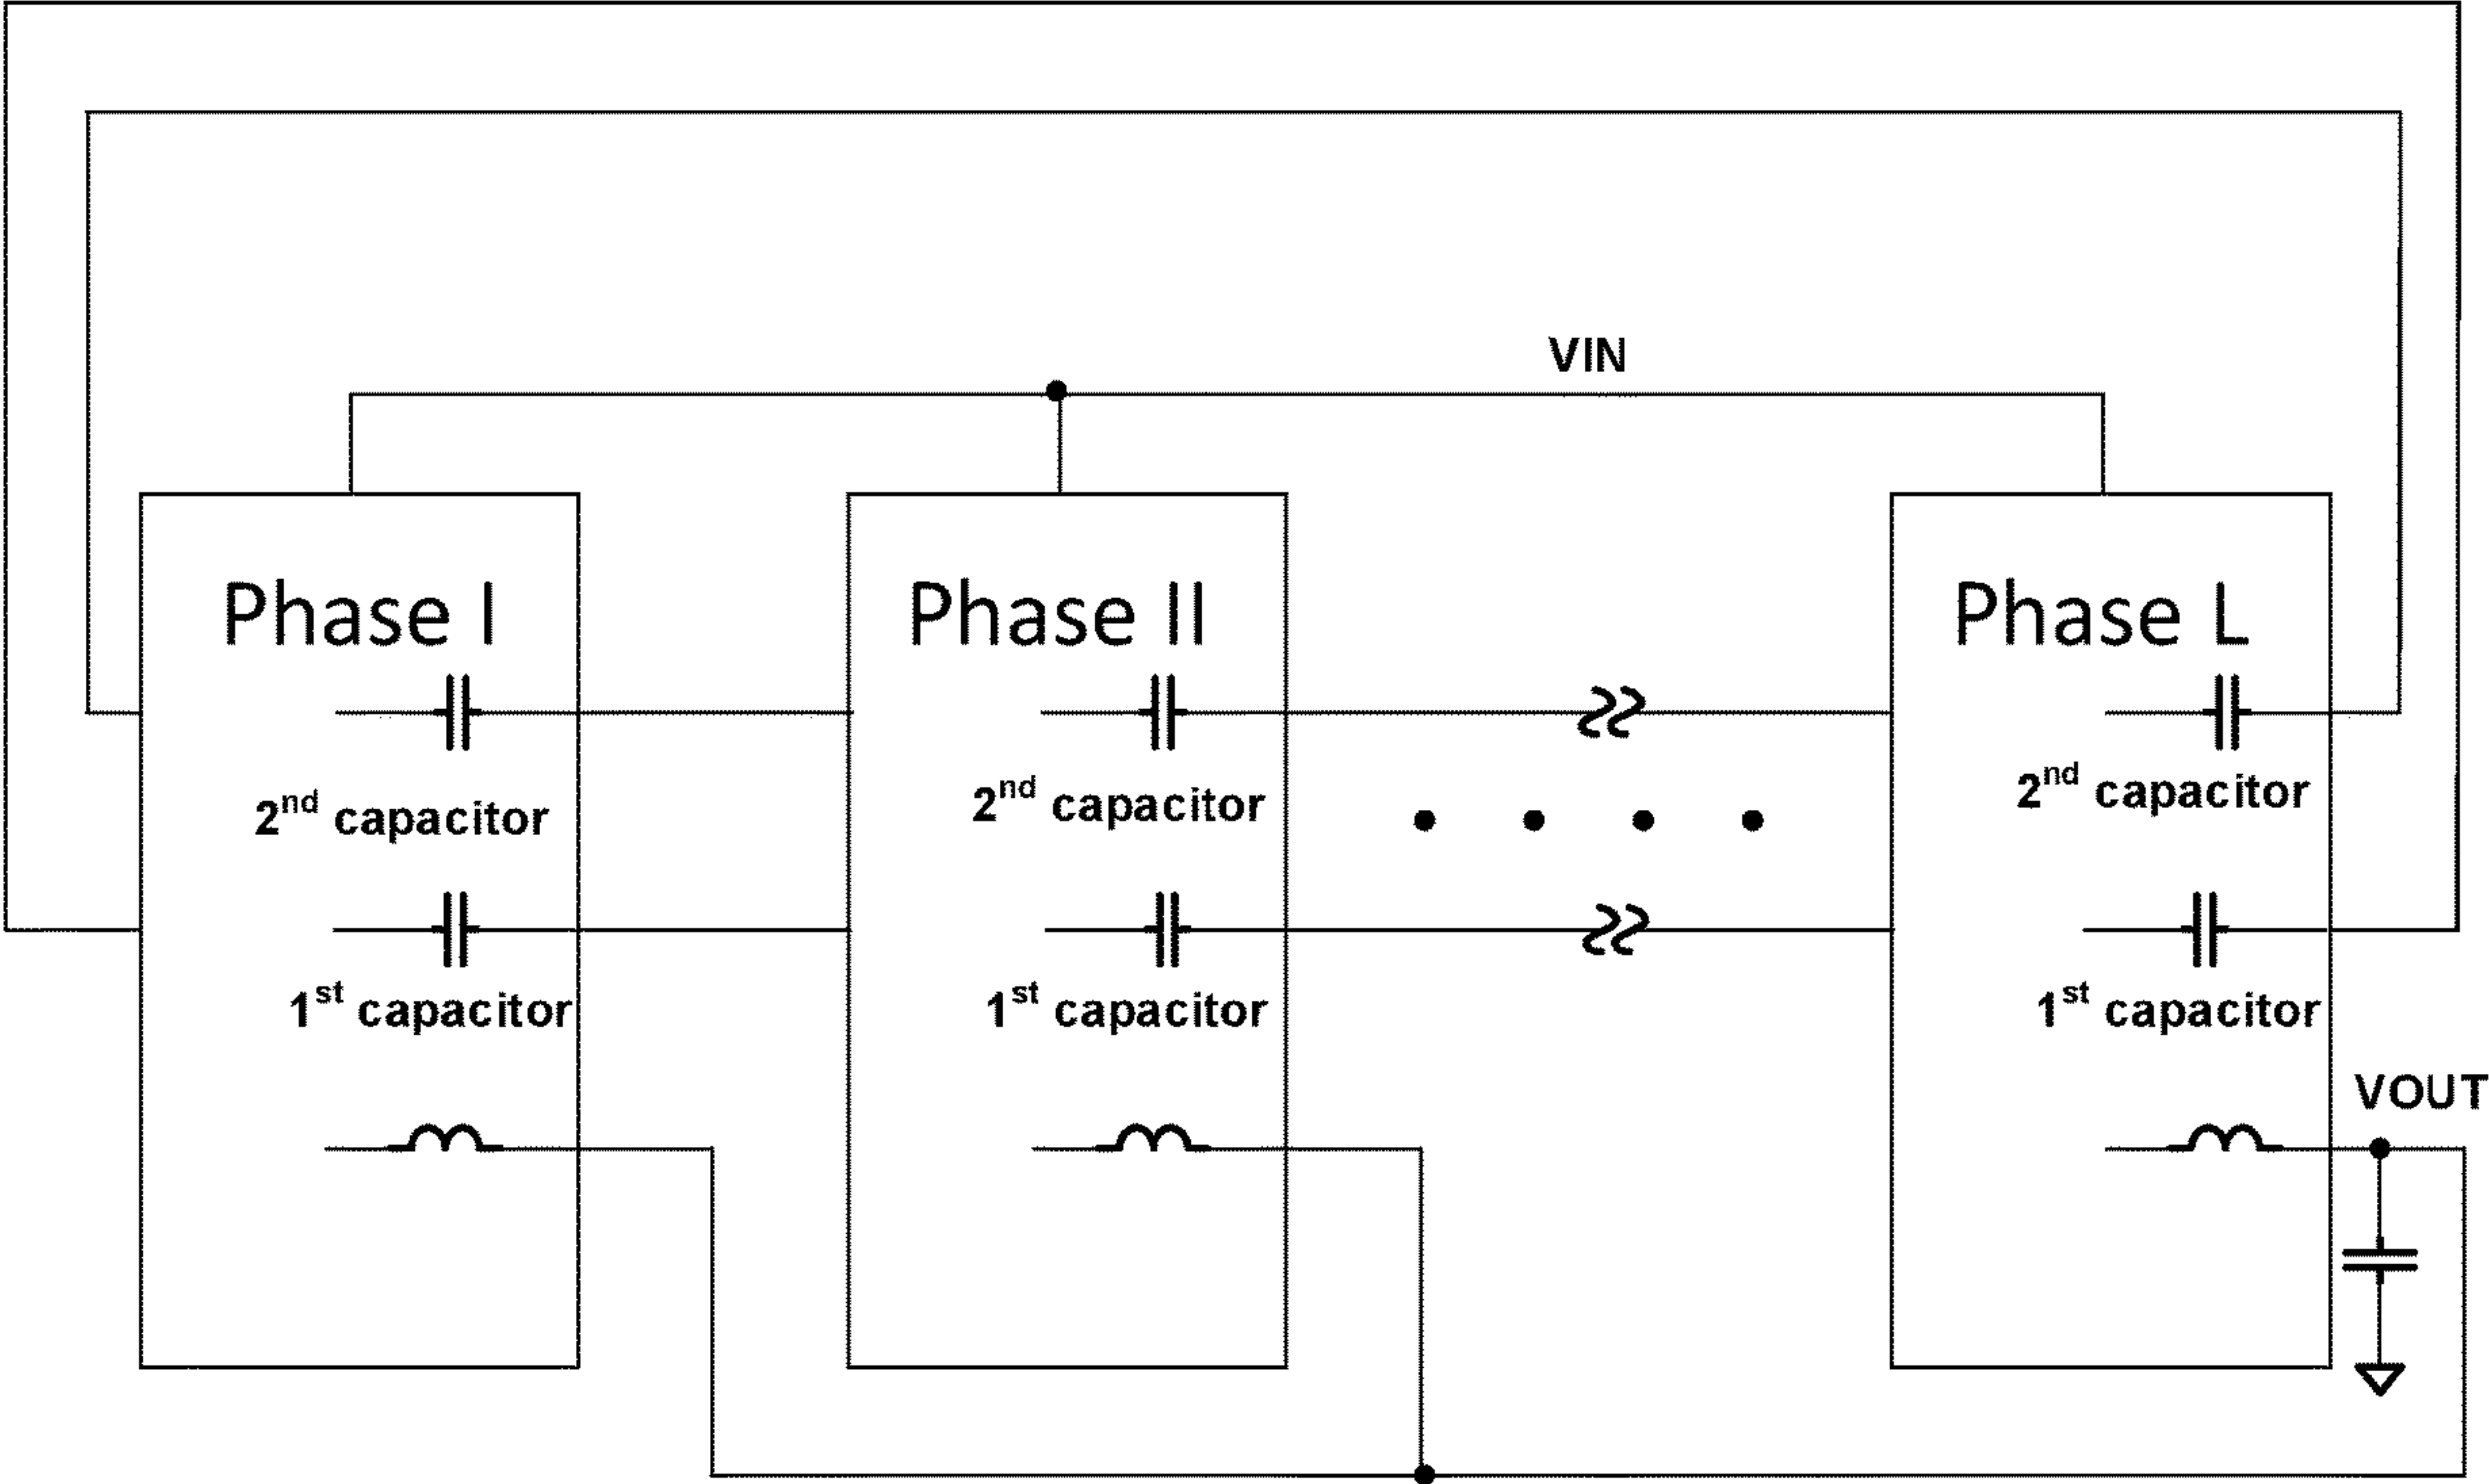 VIN
Phase I
Phase II
Phase L
2nd capacitor
2nd capacitor
2nd capacitor
1st capacitor
1st capacitor
1st capacitor
VOUT